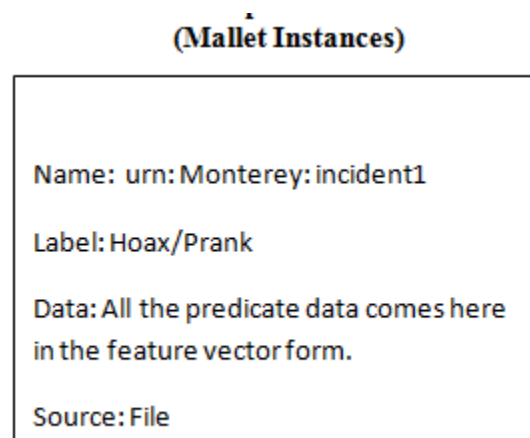 (Mallet Instances)
Name: urn: Monterey: incident1
Label: Hoax/Prank
Data: All the predicate data comes here
in the feature vector form.
Source: File